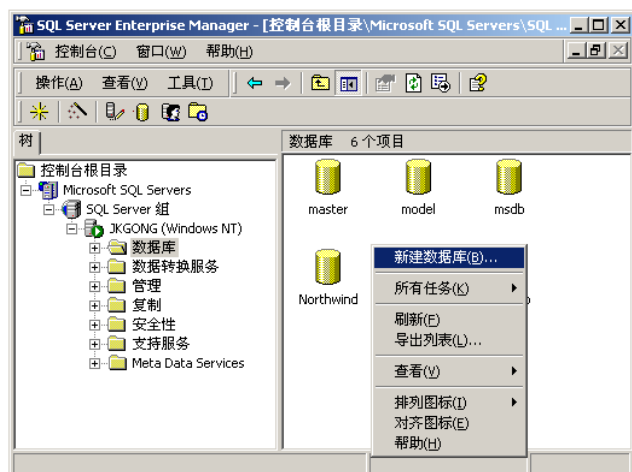 SQL Server Enterprise Manager - [控制台根目录\Microsoft SQL Servers\SQL ...
控制台(C) 窗口(W) 帮助(H)
操作(A) 查看(V) 工具(T)
树
数据库 6 个项目
控制台根目录
Microsoft SQL Servers
SQL Server 组
JKGONG (Windows NT)
数据库
数据转换服务
管理
复制
安全性
支持服务
Meta Data Services
master model msdb
Northwind
新建数据库(B)...
所有任务(K)
刷新(F)
导出列表(L)...
查看(V)
排列图标(I)
对齐图标(E)
帮助(H)